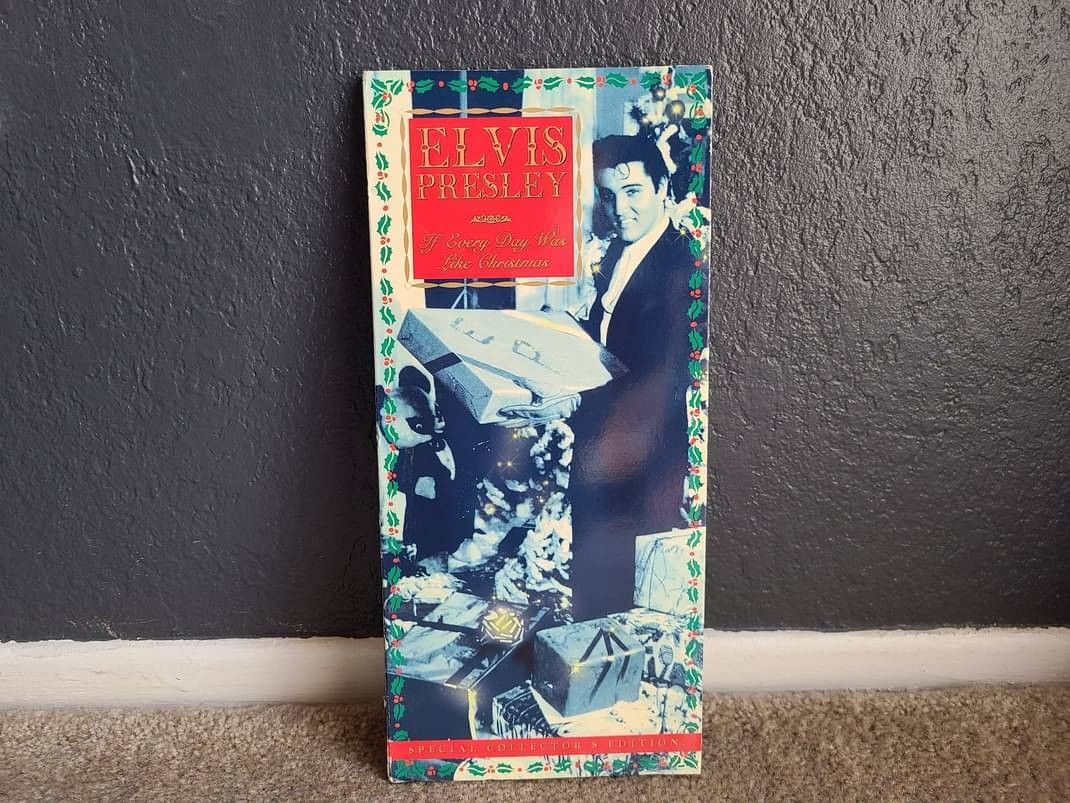 ELVIS
PRESLEY
If Every Day Was
Like Christmas
SPECIAL COLLECTOR'S EDITION